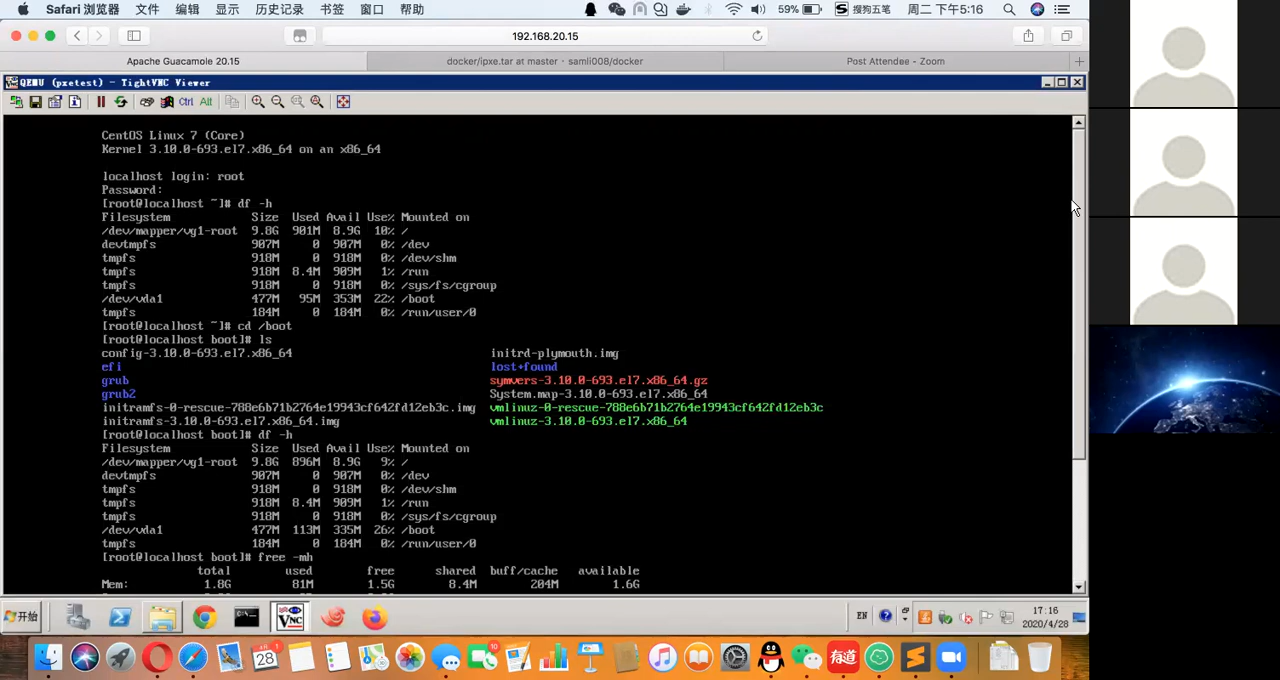 Safari 浏览器 文件 编辑 显示 历史记录 书签 窗口 帮助 59% 搜狗五笔 周二 下午5:16
192.168.20.15
Apache Guacamole 20.15 docker/ipxe.tar at master · samli008/docker Post Attendee - Zoom
QEMU (pxetest) - TightVNC Viewer
Ctrl Alt
CentOS Linux 7 (Core)
Kernel 3.10.0-693.el7.x86_64 on an x86_64
localhost login: root
Password:
[root@localhost ~]# df -h
Filesystem Size Used Avail Use% Mounted on
/dev/mapper/vg1-root 9.8G 901M 8.9G 10% /
devtmpfs 907M 0 907M 0% /dev
tmpfs 918M 0 918M 0% /dev/shm
tmpfs 918M 8.4M 909M 1% /run
tmpfs 918M 0 918M 0% /sys/fs/cgroup
/dev/vda1 477M 95M 353M 22% /boot
tmpfs 184M 0 184M 0% /run/user/0
[root@localhost ~]# cd /boot
[root@localhost boot]# ls
config-3.10.0-693.el7.x86_64 initrd-plymouth.img
efi lost+found
grub symvers-3.10.0-693.el7.x86_64.gz
grub2 System.map-3.10.0-693.el7.x86_64
initramfs-0-rescue-788e6b71b2764e19943cf642fd12eb3c.img vmlinuz-0-rescue-788e6b71b2764e19943cf642fd12eb3c
initramfs-3.10.0-693.el7.x86_64.img vmlinuz-3.10.0-693.el7.x86_64
[root@localhost boot]# df -h
Filesystem Size Used Avail Use% Mounted on
/dev/mapper/vg1-root 9.8G 896M 8.9G 9% /
devtmpfs 907M 0 907M 0% /dev
tmpfs 918M 0 918M 0% /dev/shm
tmpfs 918M 8.4M 909M 1% /run
tmpfs 918M 0 918M 0% /sys/fs/cgroup
/dev/vda1 477M 113M 335M 26% /boot
tmpfs 184M 0 184M 0% /run/user/0
[root@localhost boot]# free -mh
total used free shared buff/cache available
Mem: 1.8G 81M 1.5G 8.4M 204M 1.6G
开始 VNC EN 17:16
2020/4/28
28 10 有道